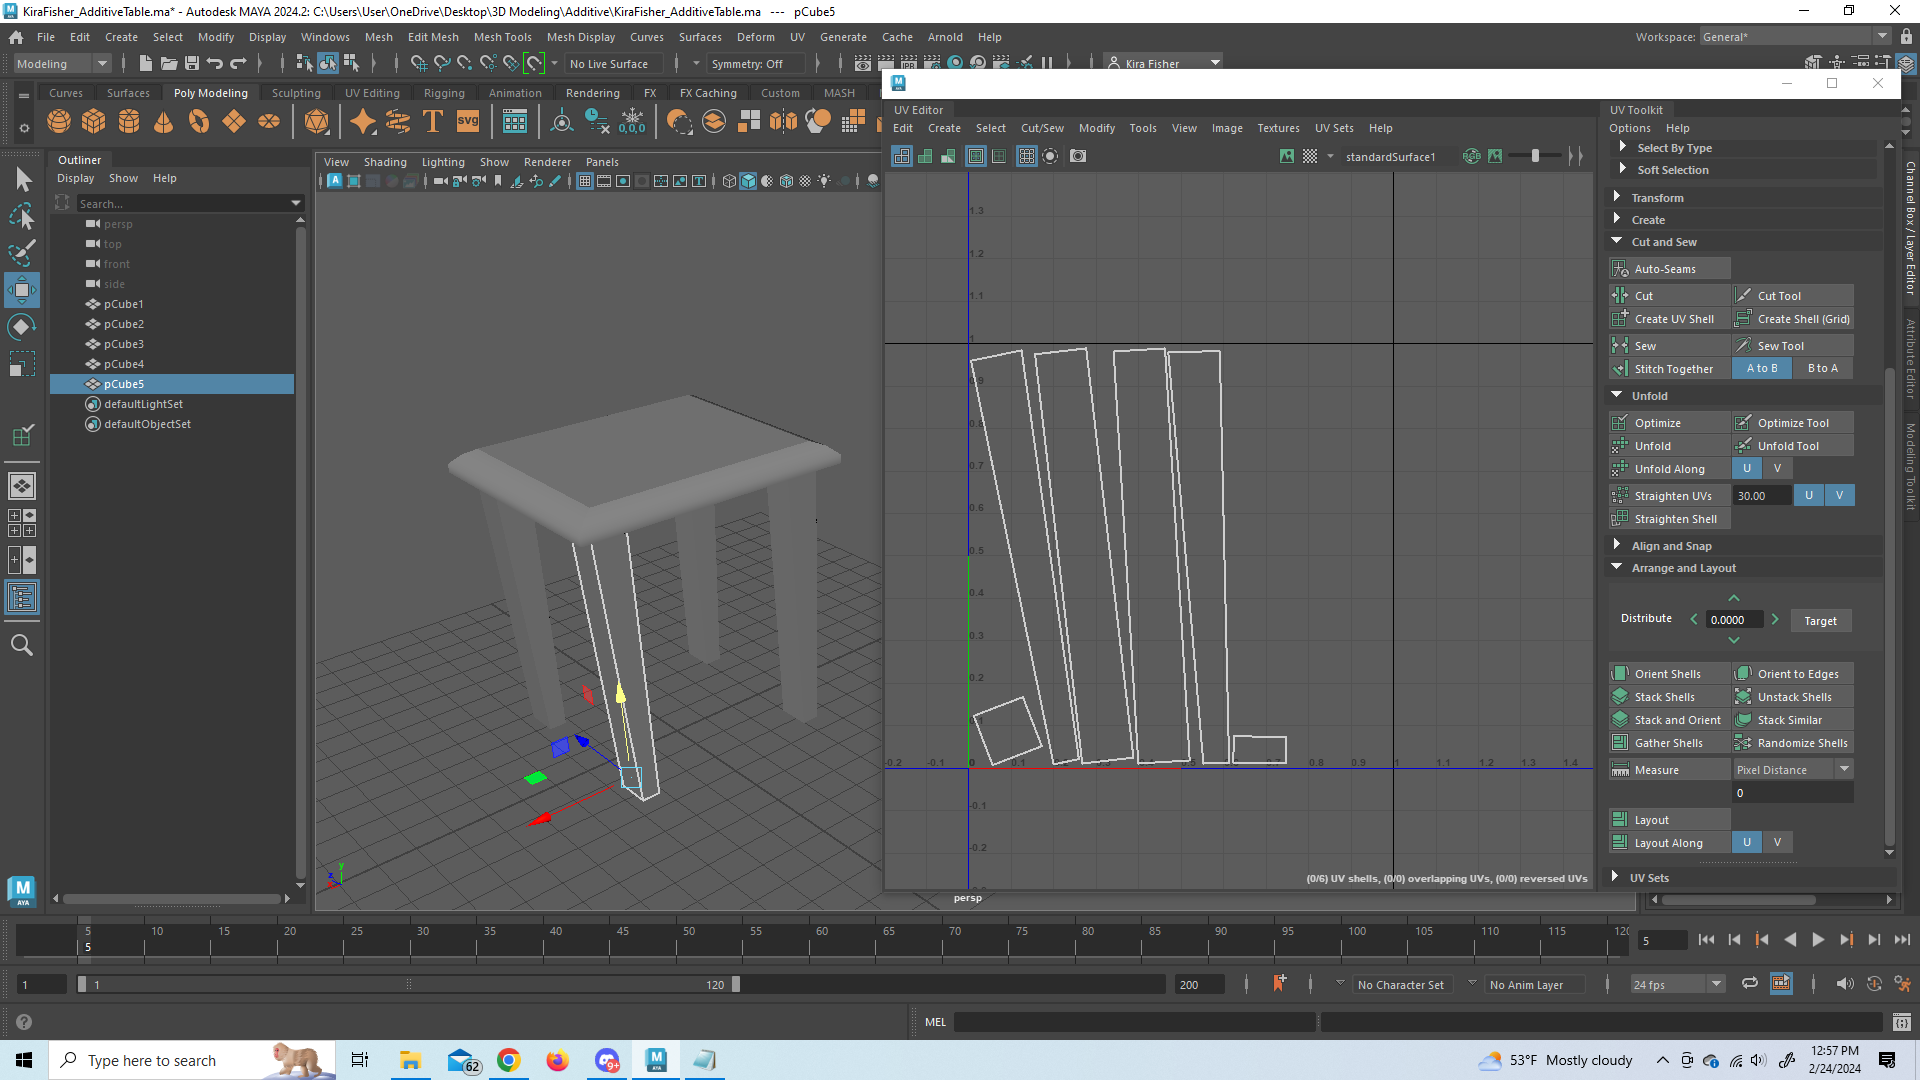 KiraFisher_AdditiveTable.ma* - Autodesk MAYA 2024.2: C:\Users\User\OneDrive\Desktop\3D Modeling\Additive\KiraFisher_AdditiveTable.ma   ---   pCube5
File Edit Create Select Modify Display Windows Mesh Edit Mesh Mesh Tools Mesh Display Curves Surfaces Deform UV Generate Cache Arnold Help
Workspace: General*
Modeling
No Live Surface
Symmetry: Off
Kira Fisher
Curves Surfaces Poly Modeling Sculpting UV Editing Rigging Animation Rendering FX FX Caching Custom MASH
T svg 0,0,0
Outliner
Display Show Help
Search...
persp
top
front
side
pCube1
pCube2
pCube3
pCube4
pCube5
defaultLightSet
defaultObjectSet
View Shading Lighting Show Renderer Panels
persp
UV Editor
Edit Create Select Cut/Sew Modify Tools View Image Textures UV Sets Help
standardSurface1
1.3
1.2
1.1
1
0.9
0.8
0.7
0.6
0.5
0.4
0.3
0.2
-0.2 -0.1 0 0.1 0.8 0.9 1 1.1 1.2 1.3 1.4
-0.1
-0.2
(0/6) UV shells, (0/0) overlapping UVs, (0/0) reversed UVs
UV Toolkit
Options Help
Select By Type
Soft Selection
Transform
Create
Cut and Sew
Auto-Seams
Cut Cut Tool
Create UV Shell Create Shell (Grid)
Sew Sew Tool
Stitch Together A to B B to A
Unfold
Optimize Optimize Tool
Unfold Unfold Tool
Unfold Along U V
Straighten UVs 30.00 U V
Straighten Shell
Align and Snap
Arrange and Layout
Distribute 0.0000 Target
Orient Shells Orient to Edges
Stack Shells Unstack Shells
Stack and Orient Stack Similar
Gather Shells Randomize Shells
Measure Pixel Distance
0
Layout
Layout Along U V
UV Sets
Channel Box / Layer Editor
Attribute Editor
Modeling Toolkit
M
AYA
5 10 15 20 25 30 35 40 45 50 55 60 65 70 75 80 85 90 95 100 105 110 115 120
5
5
1 1 120 200
No Character Set
No Anim Layer
24 fps
MEL
Type here to search
62
9+
53°F Mostly cloudy
12:57 PM
2/24/2024